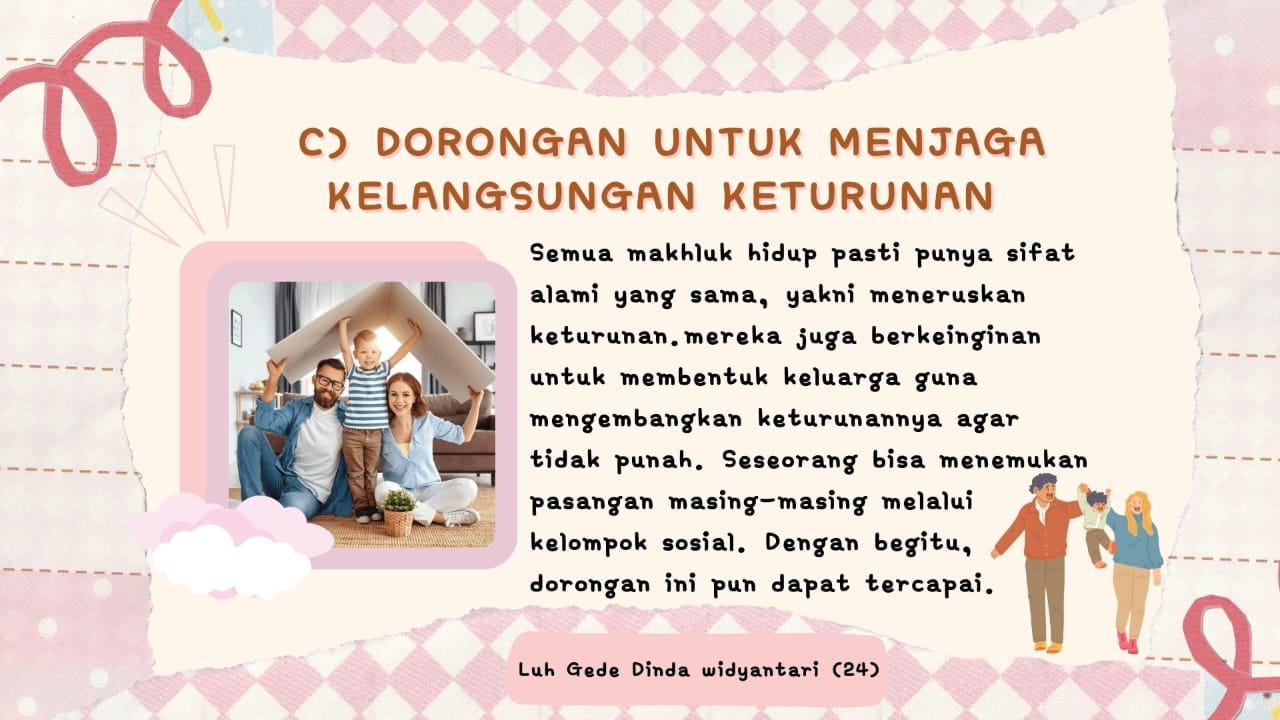 C) DORONGAN UNTUK MENJAGA
KELANGSUNGAN KETURUNAN
Semua makhluk hidup pasti punya sifat
alami yang sama, yakni meneruskan
keturunan.mereka juga berkeinginan
untuk membentuk keluarga guna
mengembangkan keturunannya agar
tidak punah. Seseorang bisa menemukan
pasangan masing-masing melalui
kelompok sosial. Dengan begitu,
dorongan ini pun dapat tercapai.
Luh Gede Dinda widyantari (24)